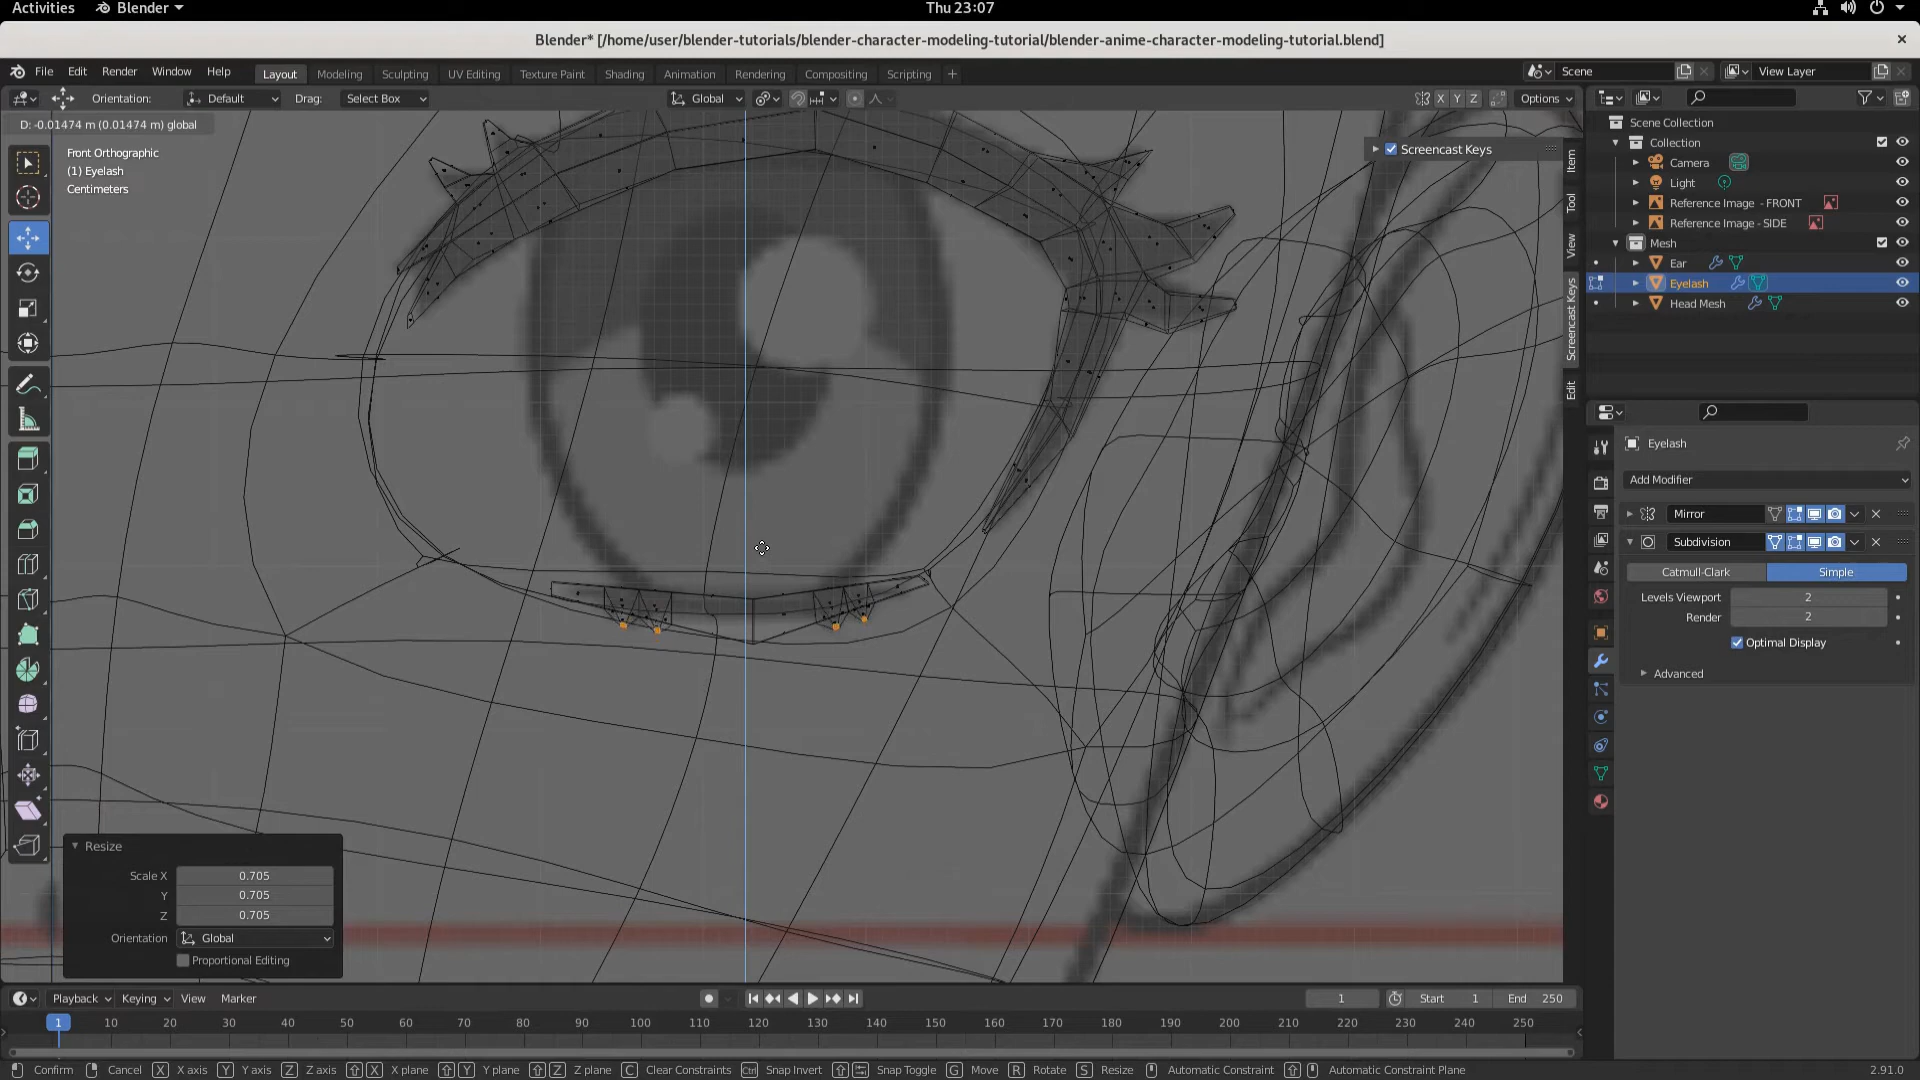 Activities Blender Thu 23:07
Blender* [/home/user/blender-tutorials/blender-character-modeling-tutorial/blender-anime-character-modeling-tutorial.blend]
File Edit Render Window Help Layout Modeling Sculpting UV Editing Texture Paint Shading Animation Rendering Compositing Scripting + Scene View Layer
Orientation: Default Drag: Select Box Global X Y Z Options
D: -0.01474 m (0.01474 m) global
Front Orthographic
(1) Eyelash
Centimeters
Screencast Keys
Item
Tool
View
Screencast Keys
Edit
Scene Collection
Collection
Camera
Light
Reference Image - FRONT
Reference Image - SIDE
Mesh
Ear
Eyelash
Head Mesh
Eyelash
Add Modifier
Mirror
Subdivision
Catmull-Clark Simple
Levels Viewport 2
Render 2
Optimal Display
Advanced
Resize
Scale X 0.705
Y 0.705
Z 0.705
Orientation Global
Proportional Editing
Playback Keying View Marker 1 Start 1 End 250
1 10 20 30 40 50 60 70 80 90 100 110 120 130 140 150 160 170 180 190 200 210 220 230 240 250
Confirm Cancel X X axis Y Y axis Z Z axis X X plane Y Y plane Z Z plane C Clear Constraints Ctrl Snap Invert Snap Toggle G Move R Rotate S Resize Automatic Constraint Automatic Constraint Plane 2.91.0